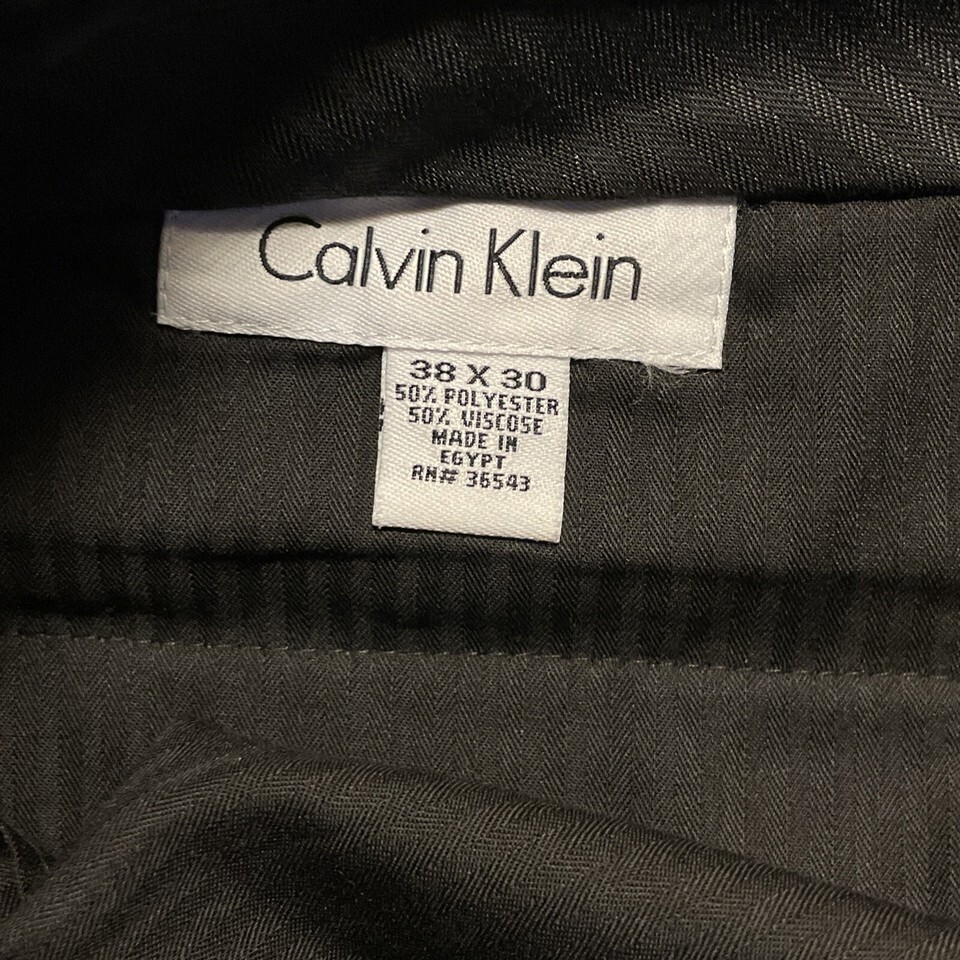 Calvin Klein
38 X 30
50% POLYESTER
50% VISCOSE
MADE IN
EGYPT
RN# 36543